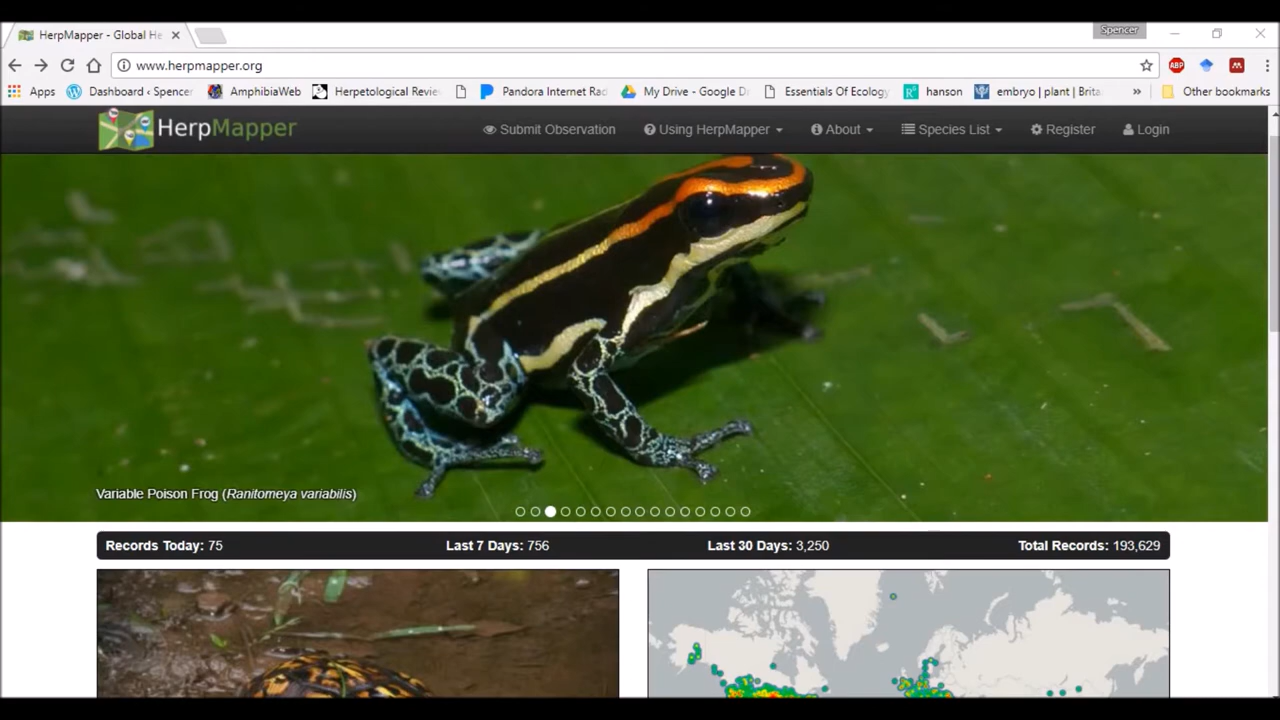 Spencer
HerpMapper - Global He
www.herpmapper.org
ABP
Apps Dashboard ‹ Spencer AmphibiaWeb Herpetological Revie Pandora Internet Rad My Drive - Google D Essentials Of Ecology hanson embryo | plant | Brita » Other bookmarks
HerpMapper Submit Observation Using HerpMapper About Species List Register Login
Variable Poison Frog (Ranitomeya variabilis)
Records Today: 75 Last 7 Days: 756 Last 30 Days: 3,250 Total Records: 193,629